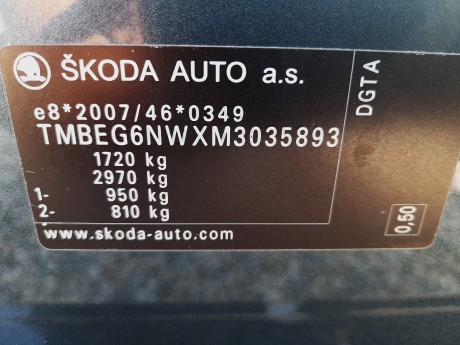 ŠKODA AUTO a.s.
e8*2007/46*0349
TMBEG6NWXM3035893
1720 kg
2970 kg
1- 950 kg
2- 810 kg
www.skoda-auto.com
DGTA
0,50